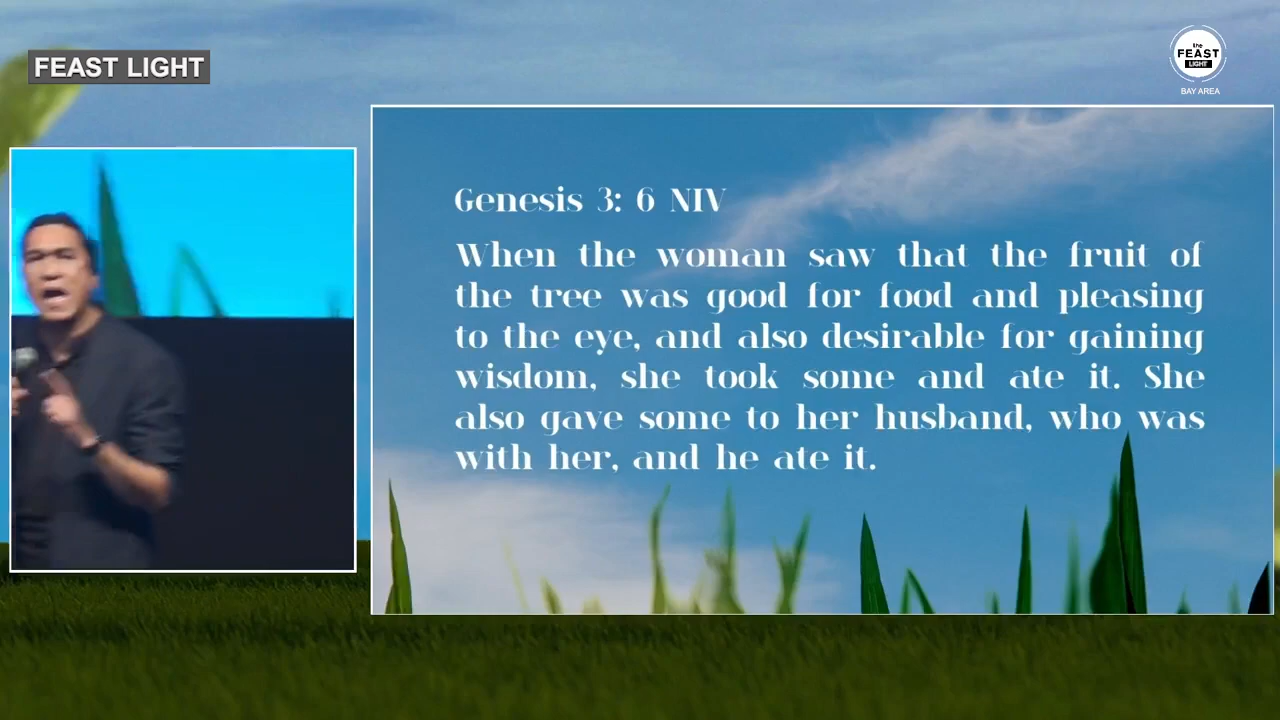 FEAST LIGHT
the
FEAST
LIGHT
BAY AREA
Genesis 3: 6 NIV
When the woman saw that the fruit of
the tree was good for food and pleasing
to the eye, and also desirable for gaining
wisdom, she took some and ate it. She
also gave some to her husband, who was
with her, and he ate it.